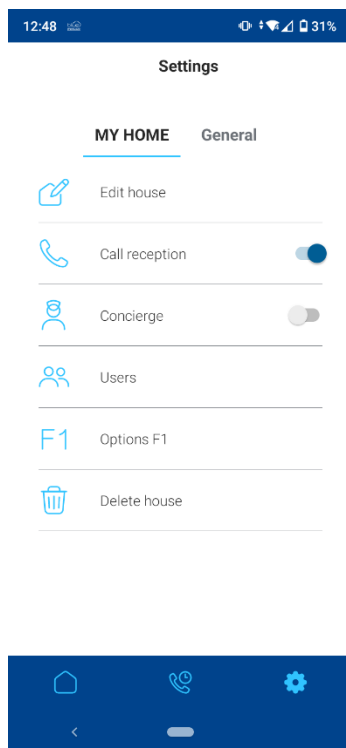 12:48 31%
Settings
MY HOME General
Edit house
Call reception
Concierge
Users
F1 Options F1
Delete house